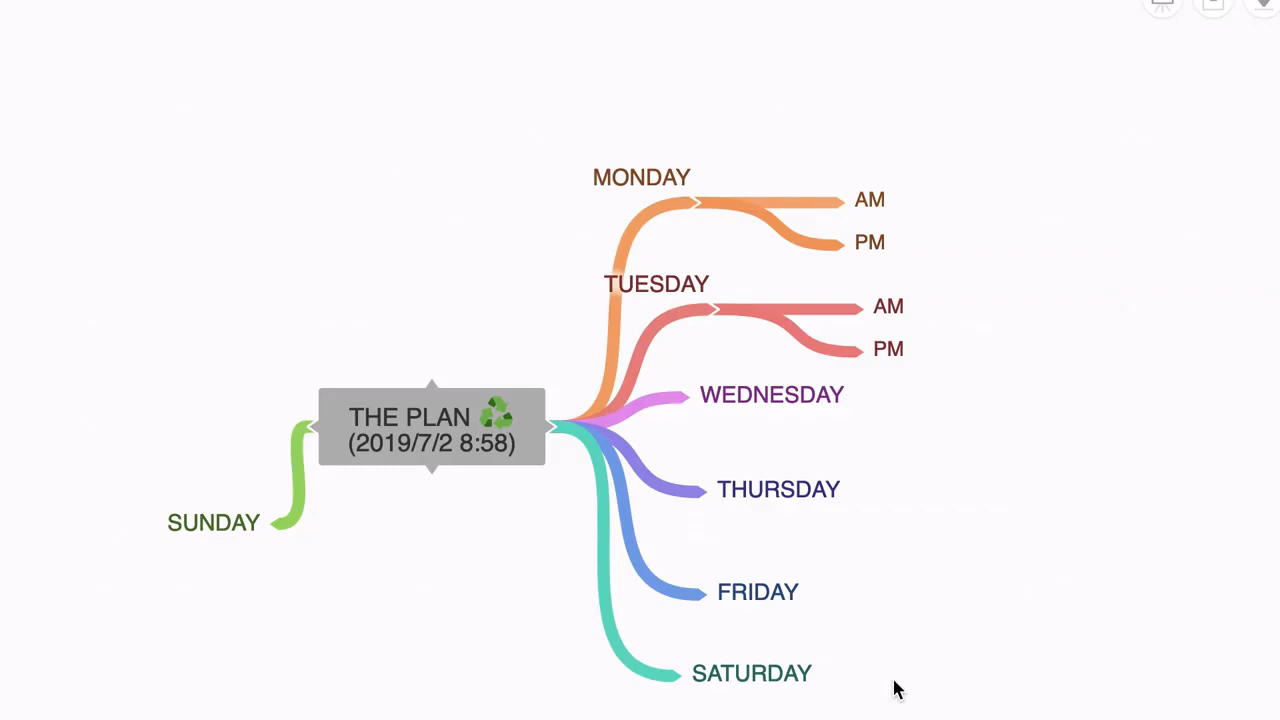 MONDAY
AM
PM
TUESDAY
AM
PM
WEDNESDAY
THE PLAN ♻
(2019/7/2 8:58)
THURSDAY
SUNDAY
FRIDAY
SATURDAY